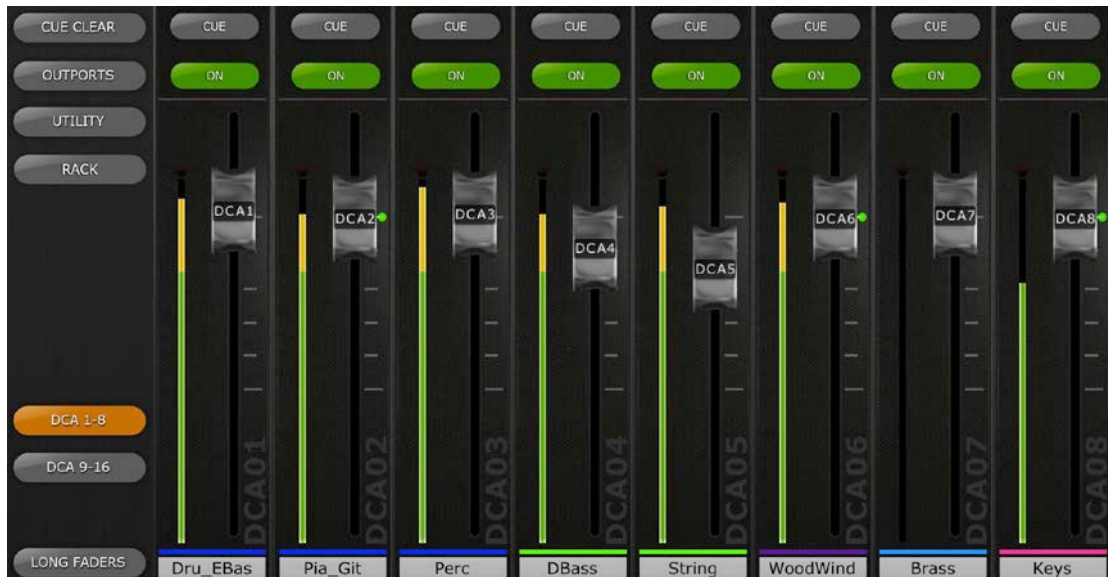 CUE CLEAR
OUTPORTS
UTILITY
RACK
DCA 1-8
DCA 9-16
LONG FADERS
CUE
ON
DCA1
DCA01
Dru_EBas
CUE
ON
DCA2
DCA02
Pia_Git
CUE
ON
DCA3
DCA03
Perc
CUE
ON
DCA4
DCA04
DBass
CUE
ON
DCA5
DCA05
String
CUE
ON
DCA6
DCA06
WoodWind
CUE
ON
DCA7
DCA07
Brass
CUE
ON
DCA8
DCA08
Keys